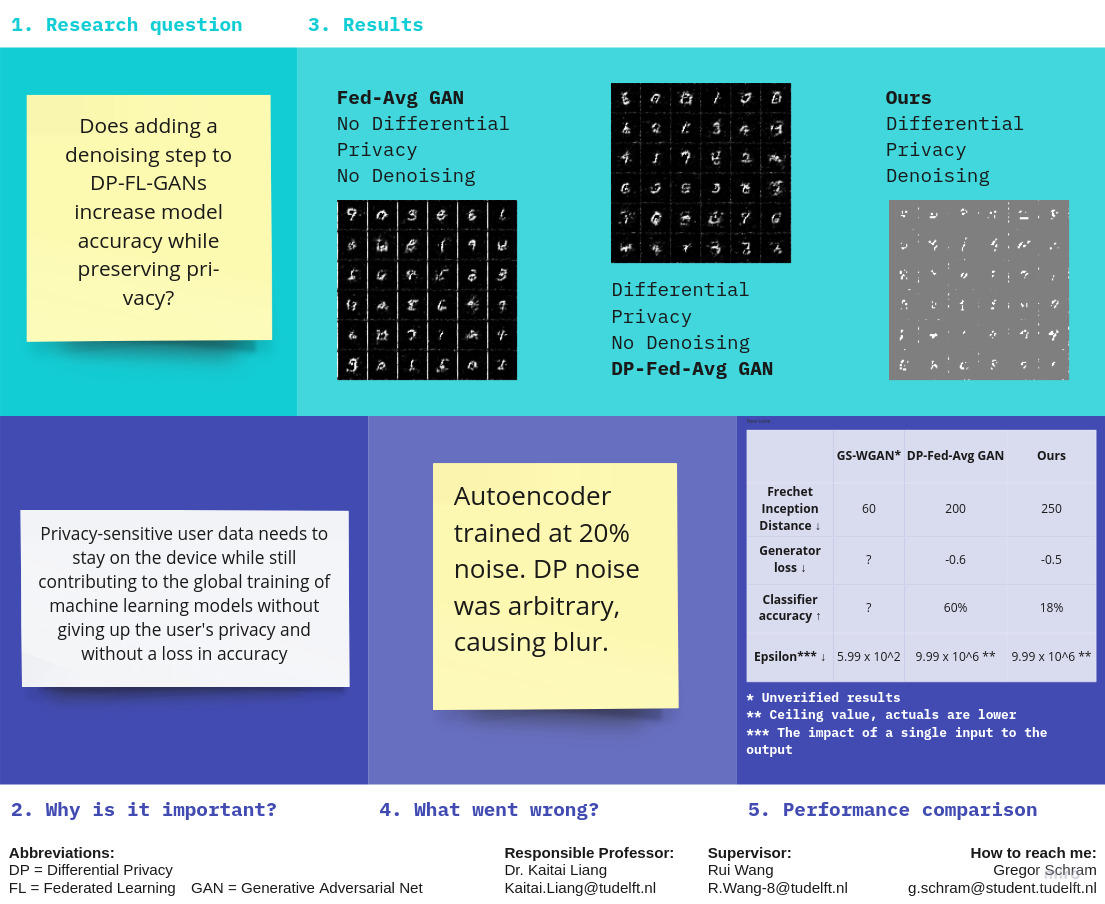 1. Research question
3. Results
Does adding a
denoising step to
DP-FL-GANs
increase model
accuracy while
preserving pri-
vacy?
Fed-Avg GAN
No Differential
Privacy
No Denoising
Differential
Privacy
No Denoising
DP-Fed-Avg GAN
Ours
Differential
Privacy
Denoising
Privacy-sensitive user data needs to
stay on the device while still
contributing to the global training of
machine learning models without
giving up the user's privacy and
without a loss in accuracy
Autoencoder
trained at 20%
noise. DP noise
was arbitrary,
causing blur.
GS-WGAN* DP-Fed-Avg GAN Ours
Frechet
Inception
Distance ↓ 60 200 250
Generator
loss ↓ ? -0.6 -0.5
Classifier
accuracy ↑ ? 60% 18%
Epsilon*** ↓ 5.99 x 10^2 9.99 x 10^6 ** 9.99 x 10^6 **
* Unverified results
** Ceiling value, actuals are lower
*** The impact of a single input to the
output
2. Why is it important?
4. What went wrong?
5. Performance comparison
Abbreviations:
DP = Differential Privacy
FL = Federated Learning GAN = Generative Adversarial Net
Responsible Professor:
Dr. Kaitai Liang
Kaitai.Liang@tudelft.nl
Supervisor:
Rui Wang
R.Wang-8@tudelft.nl
How to reach me:
Gregor Schram
g.schram@student.tudelft.nl
miro